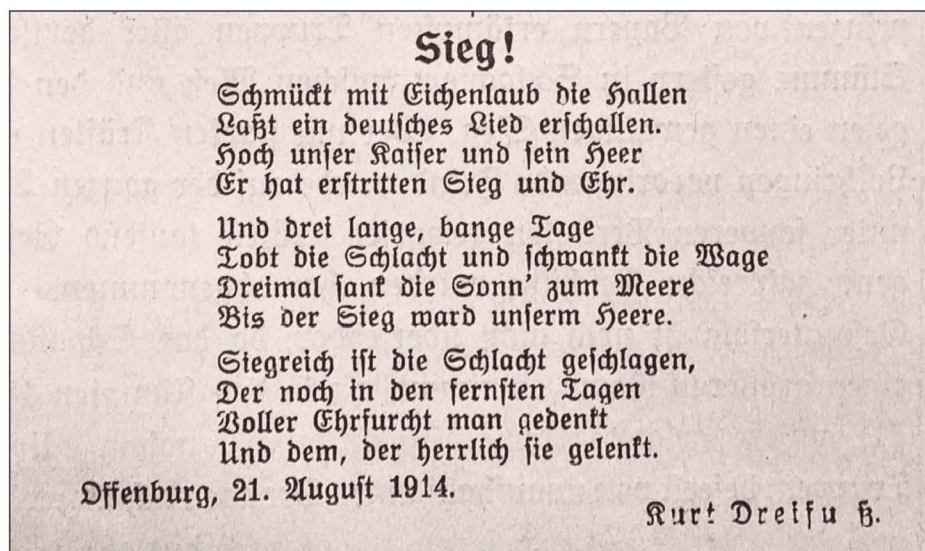 Sieg!
Schmückt mit Eichenlaub die Hallen
Laßt ein deutsches Lied erschallen.
Hoch unser Kaiser und sein Heer
Er hat erstritten Sieg und Ehr.
Und drei lange, bange Tage
Tobt die Schlacht und schwankt die Wage
Dreimal sank die Sonn' zum Meere
Bis der Sieg ward unserm Heere.
Siegreich ist die Schlacht geschlagen,
Der noch in den fernsten Tagen
Voller Ehrfurcht man gedenkt
Und dem, der herrlich sie gelenkt.
Offenburg, 21. August 1914.
Kurt Dreifu ß.